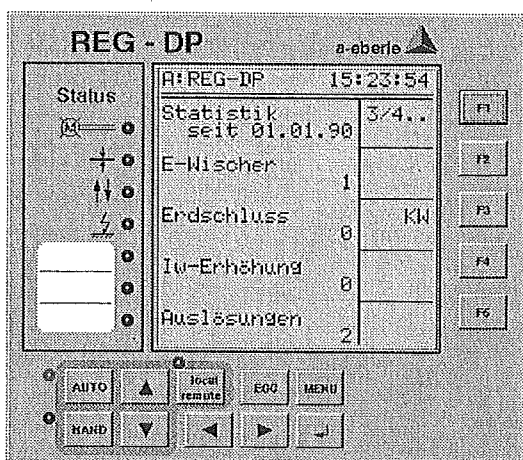 REG - DP
a-eberle
Status
A:REG-DP 15:23:54
Statistik 3/4..
seit 01.01.90
E-Wischer
1
Erdschluss KW
0
Iw-Erhöhung
0
Auslösungen
2
F1
F2
F3
F4
F5
M
AUTO
local
remote
ESC
MENU
HAND